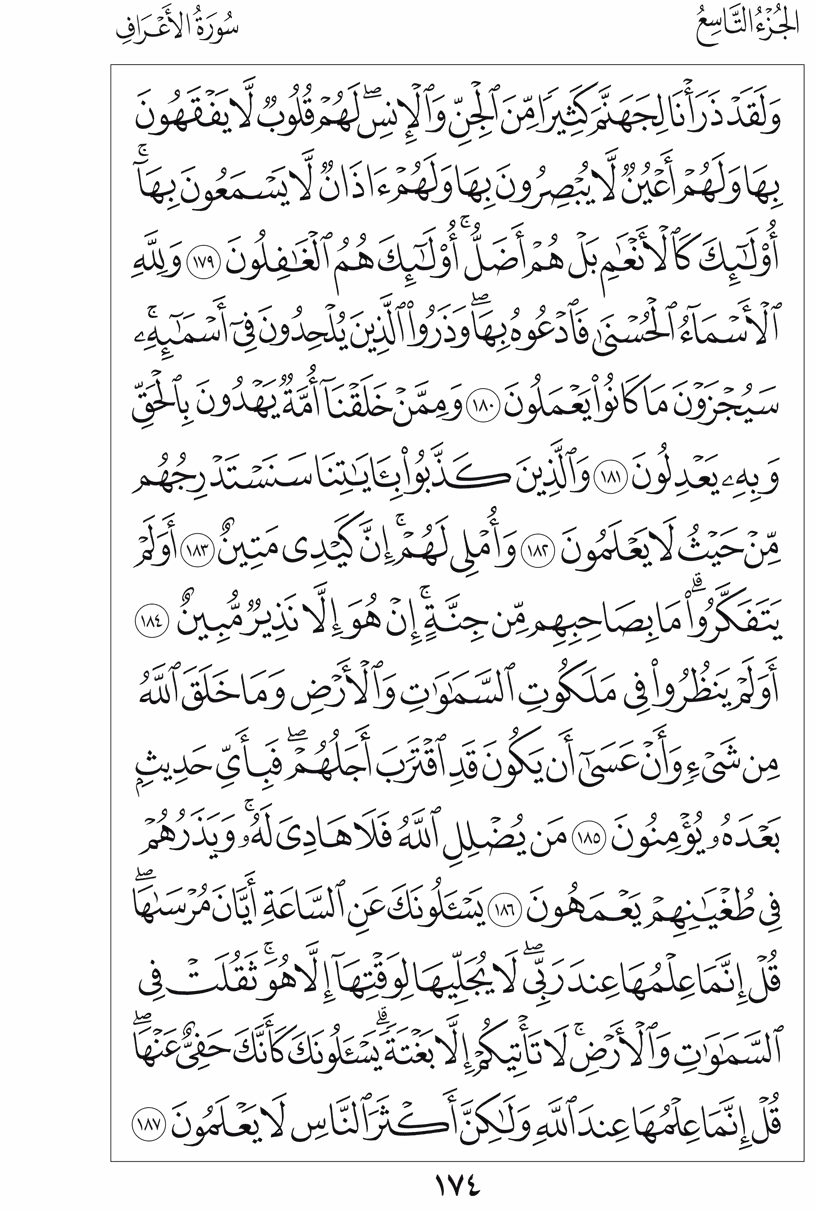 الجُزْءُ التَّاسِعُ
سُورَةُ الأَعْرَافِ
وَلَقَدْ ذَرَأْنَا لِجَهَنَّمَ كَثِيرًا مِّنَ ٱلْجِنِّ وَٱلْإِنسِۖ لَهُمْ قُلُوبٌ لَّا يَفْقَهُونَ
بِهَا وَلَهُمْ أَعْيُنٌ لَّا يُبْصِرُونَ بِهَا وَلَهُمْ ءَاذَانٌ لَّا يَسْمَعُونَ بِهَآۚ
أُو۟لَٰٓئِكَ كَٱلْأَنْعَٰمِ بَلْ هُمْ أَضَلُّۚ أُو۟لَٰٓئِكَ هُمُ ٱلْغَٰفِلُونَ ١٧٩ وَلِلَّهِ
ٱلْأَسْمَآءُ ٱلْحُسْنَىٰ فَٱدْعُوهُ بِهَاۖ وَذَرُوا۟ ٱلَّذِينَ يُلْحِدُونَ فِىٓ أَسْمَٰٓئِهِۦۚ
سَيُجْزَوْنَ مَا كَانُوا۟ يَعْمَلُونَ ١٨٠ وَمِمَّنْ خَلَقْنَآ أُمَّةٌ يَهْدُونَ بِٱلْحَقِّ
وَبِهِۦ يَعْدِلُونَ ١٨١ وَٱلَّذِينَ كَذَّبُوا۟ بِـَٔايَٰتِنَا سَنَسْتَدْرِجُهُم
مِّنْ حَيْثُ لَا يَعْلَمُونَ ١٨٢ وَأُمْلِى لَهُمْۚ إِنَّ كَيْدِى مَتِينٌ ١٨٣ أَوَلَمْ
يَتَفَكَّرُوا۟ۗ مَا بِصَاحِبِهِم مِّن جِنَّةٍۚ إِنْ هُوَ إِلَّا نَذِيرٌ مُّبِينٌ ١٨٤
أَوَلَمْ يَنظُرُوا۟ فِى مَلَكُوتِ ٱلسَّمَٰوَٰتِ وَٱلْأَرْضِ وَمَا خَلَقَ ٱللَّهُ
مِن شَىْءٍ وَأَنْ عَسَىٰٓ أَن يَكُونَ قَدِ ٱقْتَرَبَ أَجَلُهُمْۖ فَبِأَىِّ حَدِيثٍۭ
بَعْدَهُۥ يُؤْمِنُونَ ١٨٥ مَن يُضْلِلِ ٱللَّهُ فَلَا هَادِىَ لَهُۥۚ وَيَذَرُهُمْ
فِى طُغْيَٰنِهِمْ يَعْمَهُونَ ١٨٦ يَسْـَٔلُونَكَ عَنِ ٱلسَّاعَةِ أَيَّانَ مُرْسَىٰهَاۖ
قُلْ إِنَّمَا عِلْمُهَا عِندَ رَبِّىۖ لَا يُجَلِّيهَا لِوَقْتِهَآ إِلَّا هُوَۚ ثَقُلَتْ فِى
ٱلسَّمَٰوَٰتِ وَٱلْأَرْضِۚ لَا تَأْتِيكُمْ إِلَّا بَغْتَةًۗ يَسْـَٔلُونَكَ كَأَنَّكَ حَفِىٌّ عَنْهَاۖ
قُلْ إِنَّمَا عِلْمُهَا عِندَ ٱللَّهِ وَلَٰكِنَّ أَكْثَرَ ٱلنَّاسِ لَا يَعْلَمُونَ ١٨٧
١٧٤